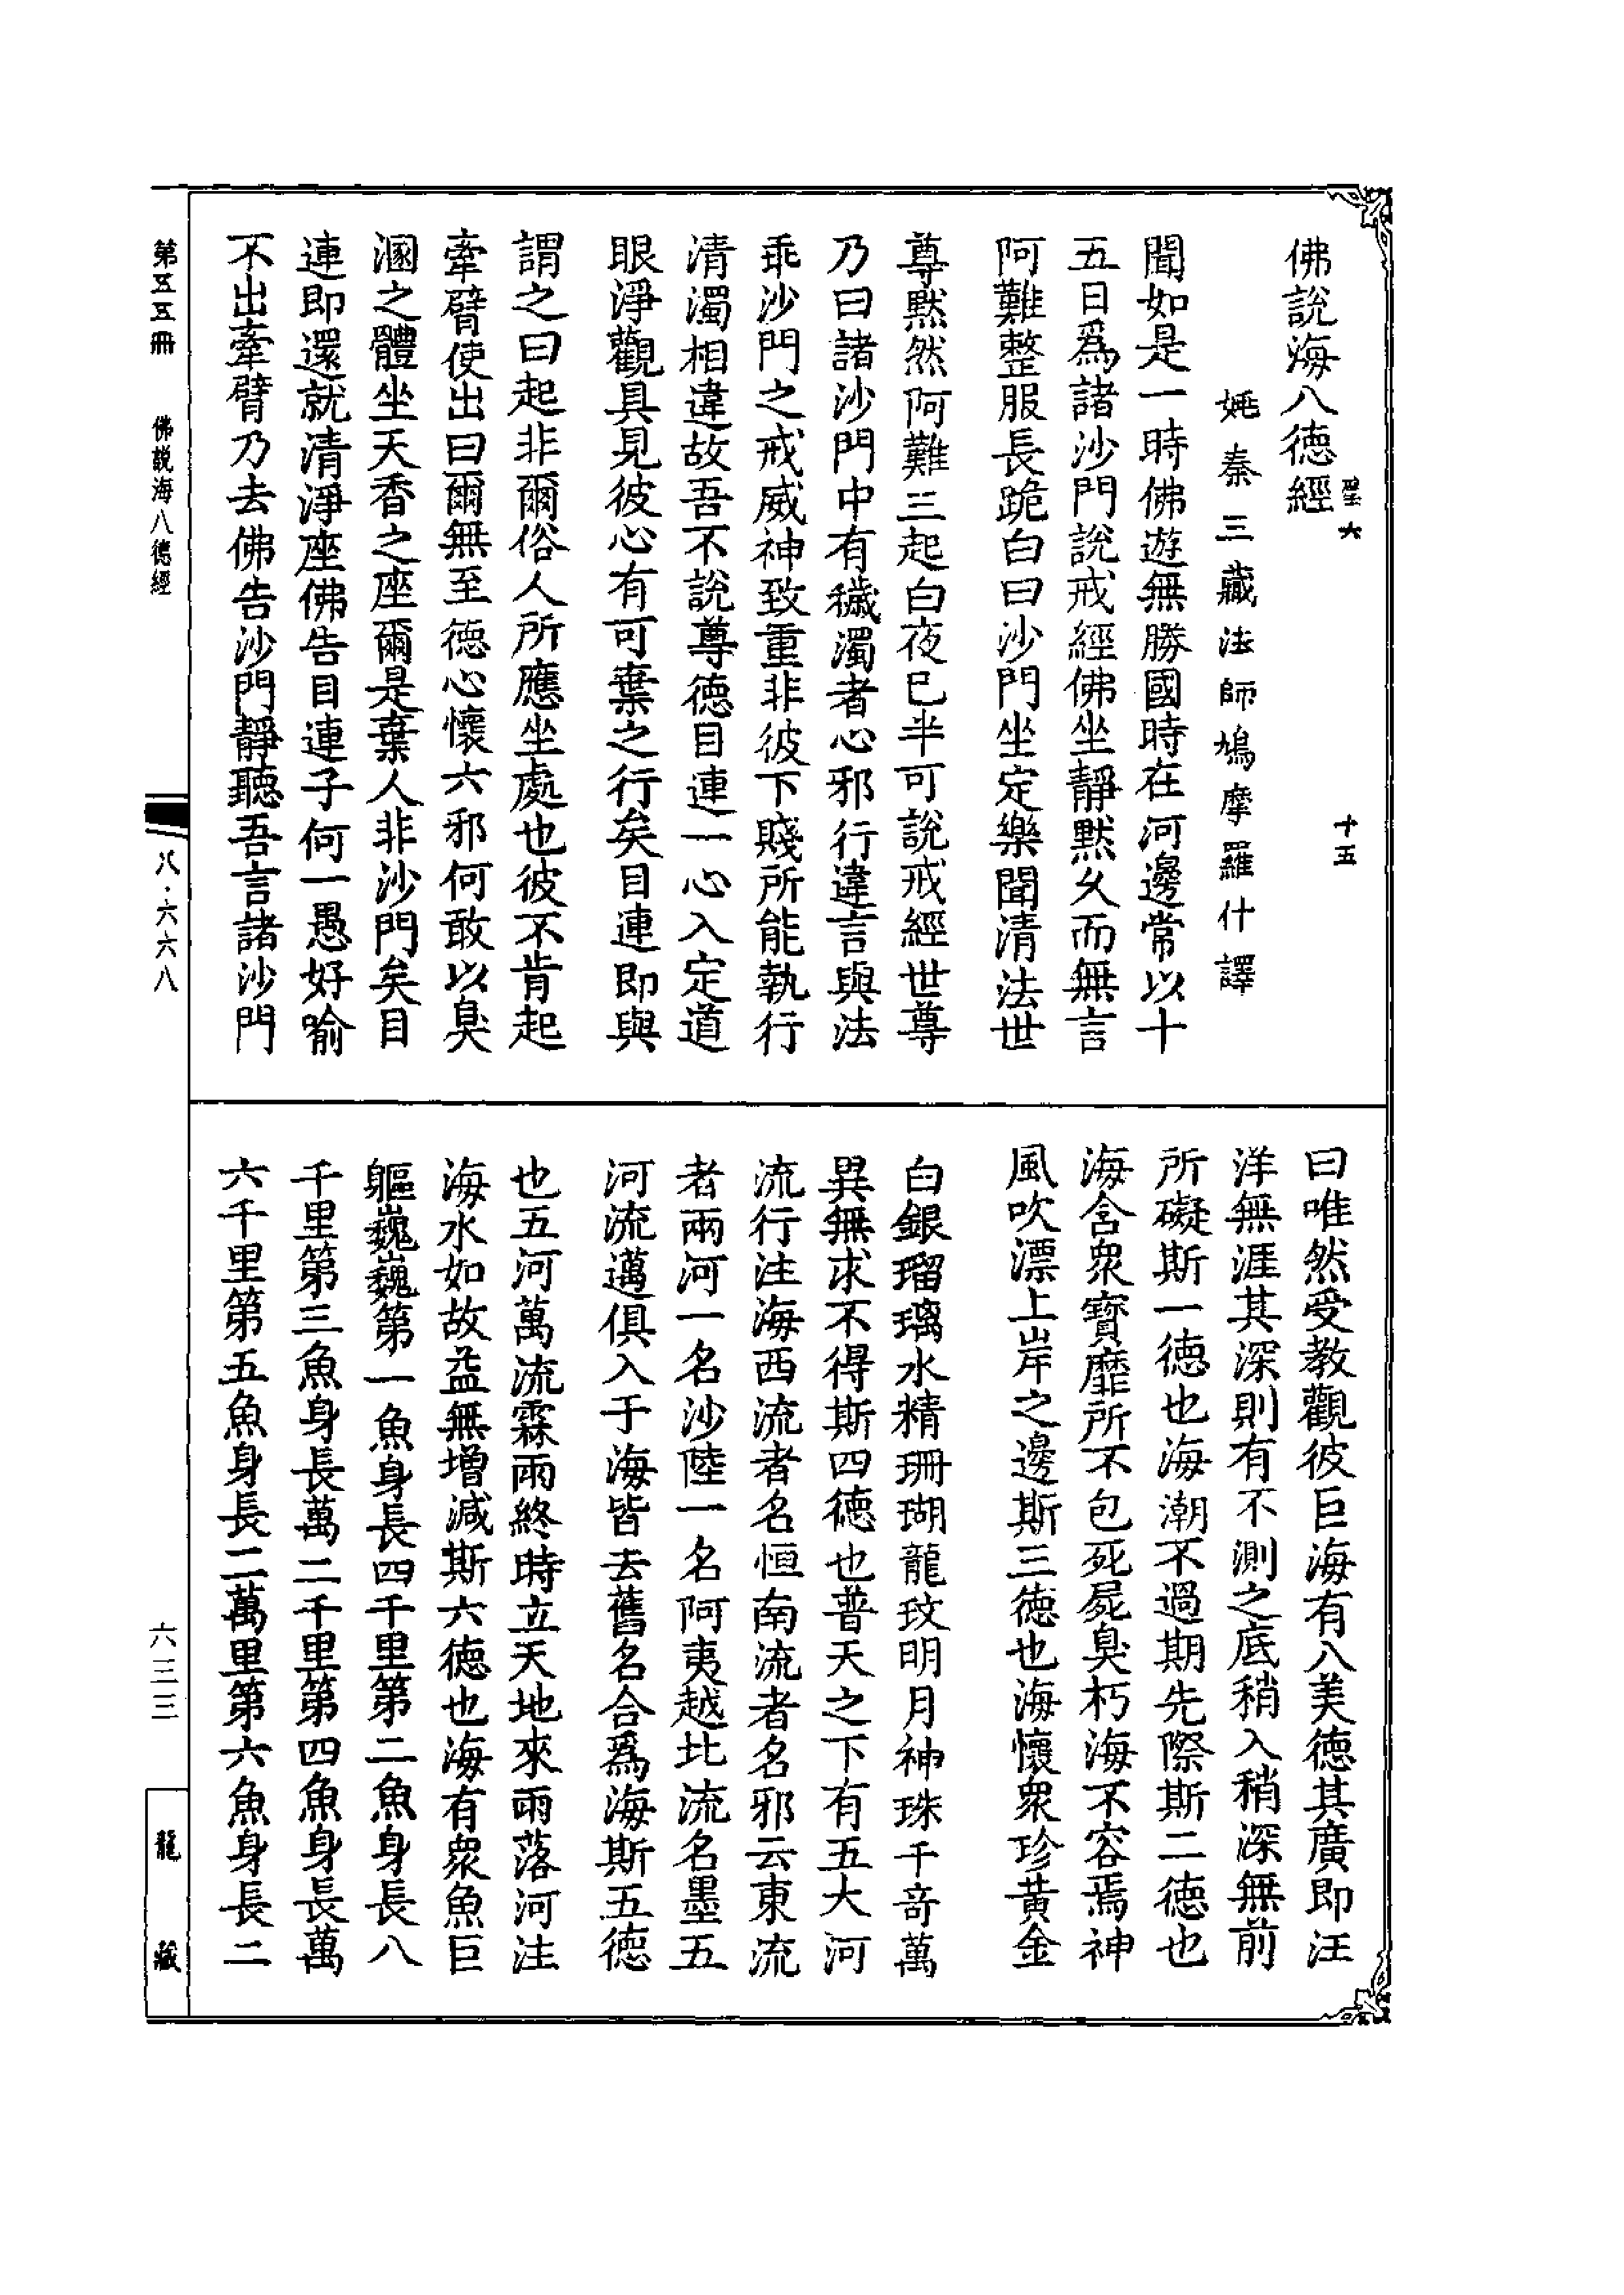 佛說海八德經
聖六
十五
姚秦三藏法師鳩摩羅什譯
聞如是一時佛遊無勝國時在河邊常以十
五日爲諸沙門說戒經佛坐靜默久而無言
阿難整服長跪白曰沙門坐定樂聞清法世
尊默然阿難三起白夜已半可說戒經世尊
乃曰諸沙門中有穢濁者心邪行違言與法
乖沙門之戒威神致重非彼下賤所能執行
清濁相違故吾不說尊德目連一心入定道
眼淨觀具見彼心有可棄之行矣目連即與
謂之曰起非爾俗人所應坐處也彼不肯起
牽臂使出曰爾無至德心懷六邪何敢以臭
溷之體坐天香之座爾是棄人非沙門矣目
連即還就清淨座佛告目連子何一愚好喻
不出牽臂乃去佛告沙門靜聽吾言諸沙門
曰唯然受教觀彼巨海有八美德其廣即汪
洋無涯其深則有不測之底稍入稍深無前
所礙斯一德也海潮不過期先際斯二德也
海含衆寶靡所不包死屍臭朽海不容焉神
風吹漂上岸之邊斯三德也海懷衆珍黃金
白銀瑠璃水精珊瑚龍玟明月神珠千奇萬
異無求不得斯四德也普天之下有五大河
流行注海西流者名恒南流者名邪云東流
者兩河一名沙陸一名阿夷越北流名墨五
河流邁俱入于海皆去舊名合爲海斯五德
也五河萬流霖雨終時立天地來雨落河注
海水如故葢無增減斯六德也海有衆魚巨
軀巍巍第一魚身長四千里第二魚身長八
千里第三魚身長萬二千里第四魚身長萬
六千里第五魚身長二萬里第六魚身長二
第五五冊
佛說海八德經
八·六六八
六三三
龍藏